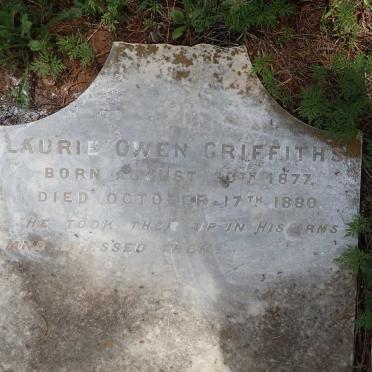 LAURIE OWEN GRIFFITHS
BORN AUGUST 1877.
DIED OCTOBER 17TH 1880.
HE TOOK THEM UP IN HIS ARMS
AND BLESSED THEM.